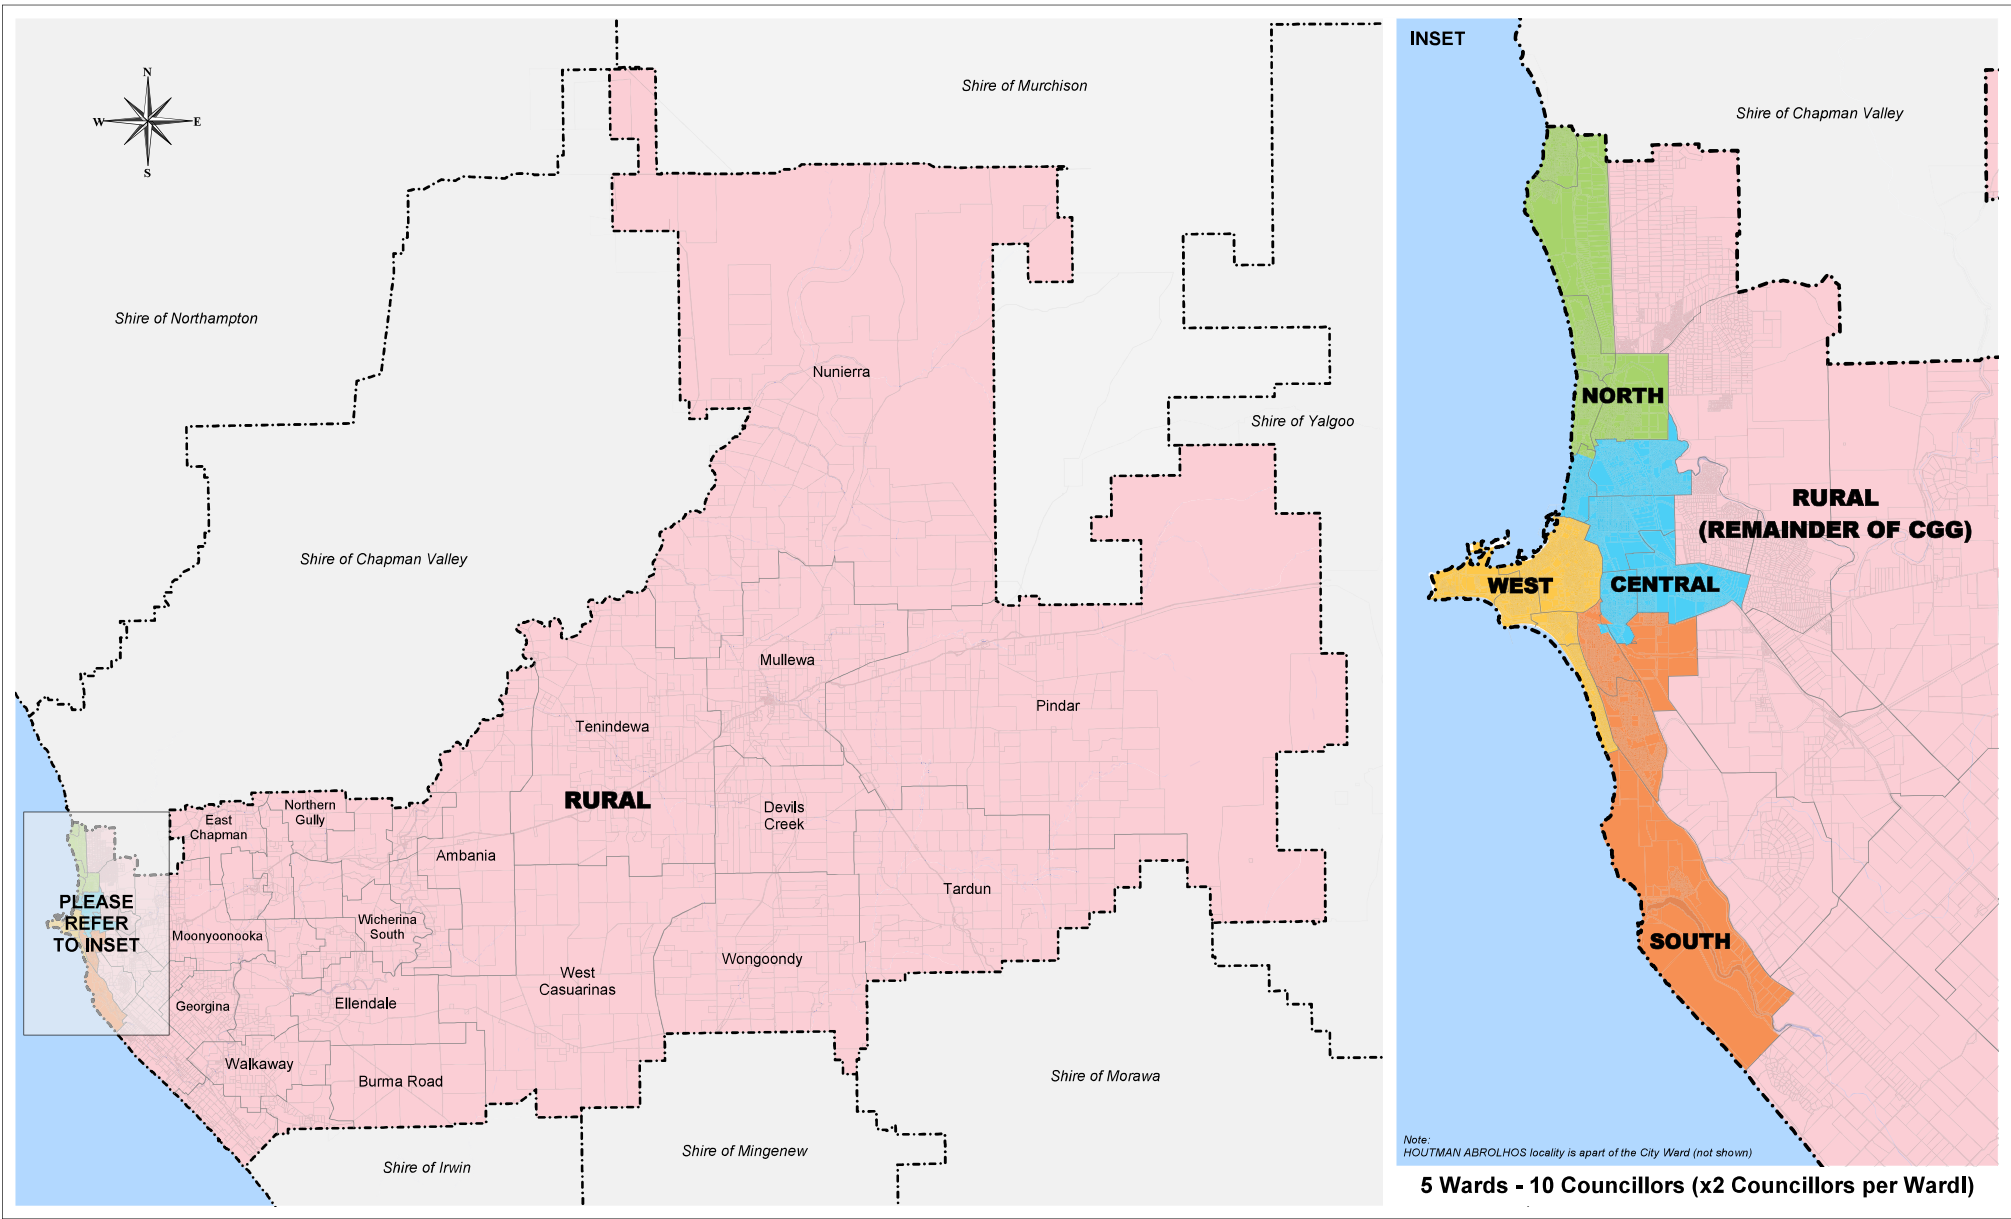 N
W
E
S
Shire of Murchison
Shire of Northampton
Nunierra
Shire of Yalgoo
Shire of Chapman Valley
Mullewa
Pindar
Tenindewa
RURAL
Northern
Gully
East
Chapman
Devils
Creek
Ambania
Tardun
PLEASE
REFER
TO INSET
Wicherina
South
Moonyoonooka
Wongoondy
West
Casuarinas
Georgina
Ellendale
Walkaway
Burma Road
Shire of Morawa
Shire of Mingenew
Shire of Irwin
INSET
Shire of Chapman Valley
NORTH
RURAL
(REMAINDER OF CGG)
WEST
CENTRAL
SOUTH
Note:
HOUTMAN ABROLHOS locality is apart of the City Ward (not shown)
5 Wards - 10 Councillors (x2 Councillors per Wardl)